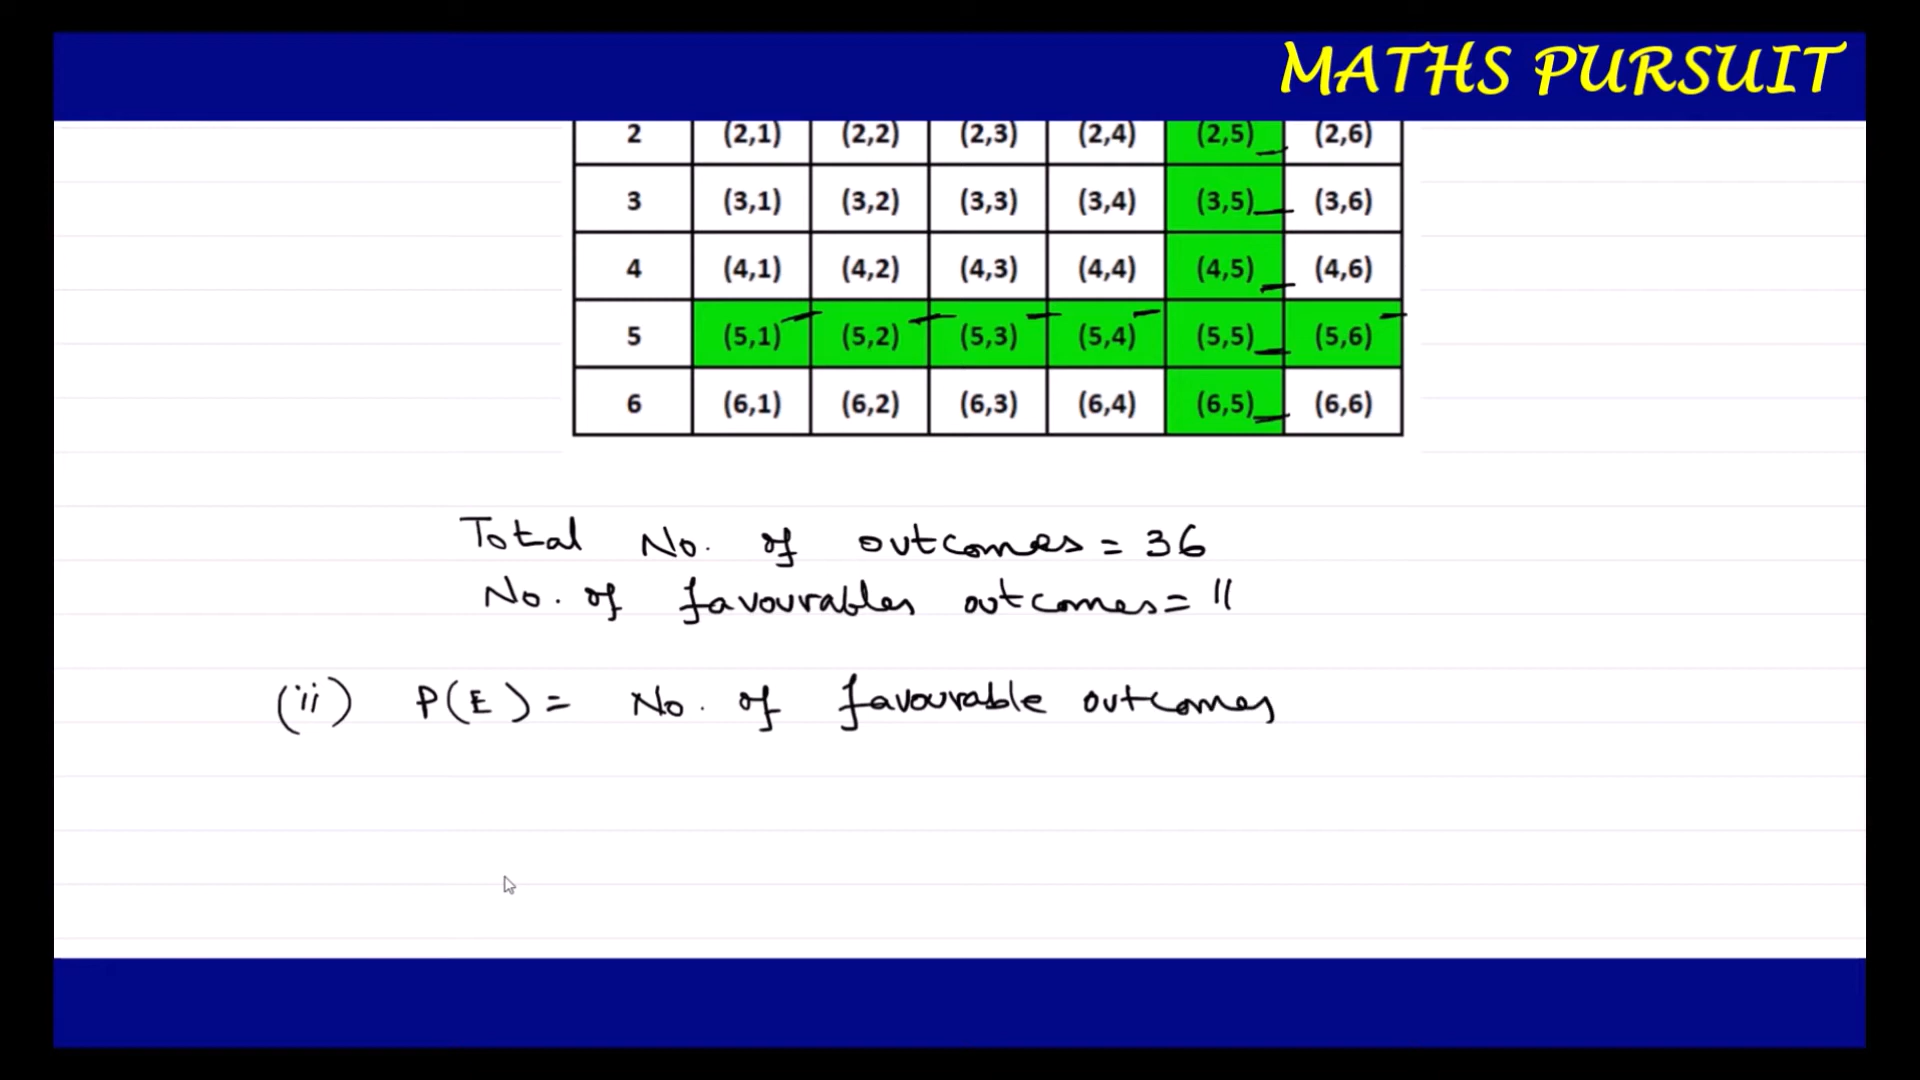 MATHS PURSUIT
2 (2,1) (2,2) (2,3) (2,4) (2,5) (2,6)
3 (3,1) (3,2) (3,3) (3,4) (3,5) (3,6)
4 (4,1) (4,2) (4,3) (4,4) (4,5) (4,6)
5 (5,1) (5,2) (5,3) (5,4) (5,5) (5,6)
6 (6,1) (6,2) (6,3) (6,4) (6,5) (6,6)
Total No. of outcomes = 36
No. of favourables outcomes = 11
(ii) P(E) = No. of favourable outcomes